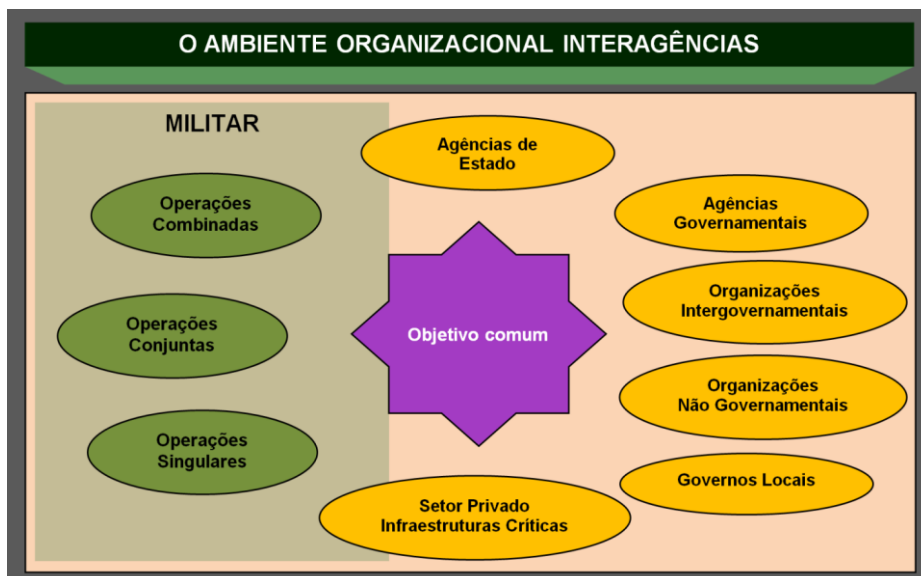 O AMBIENTE ORGANIZACIONAL INTERAGÊNCIAS
MILITAR
Operações
Combinadas
Operações
Conjuntas
Operações
Singulares
Agências de
Estado
Objetivo comum
Setor Privado
Infraestruturas Críticas
Agências
Governamentais
Organizações
Intergovernamentais
Organizações
Não Governamentais
Governos Locais